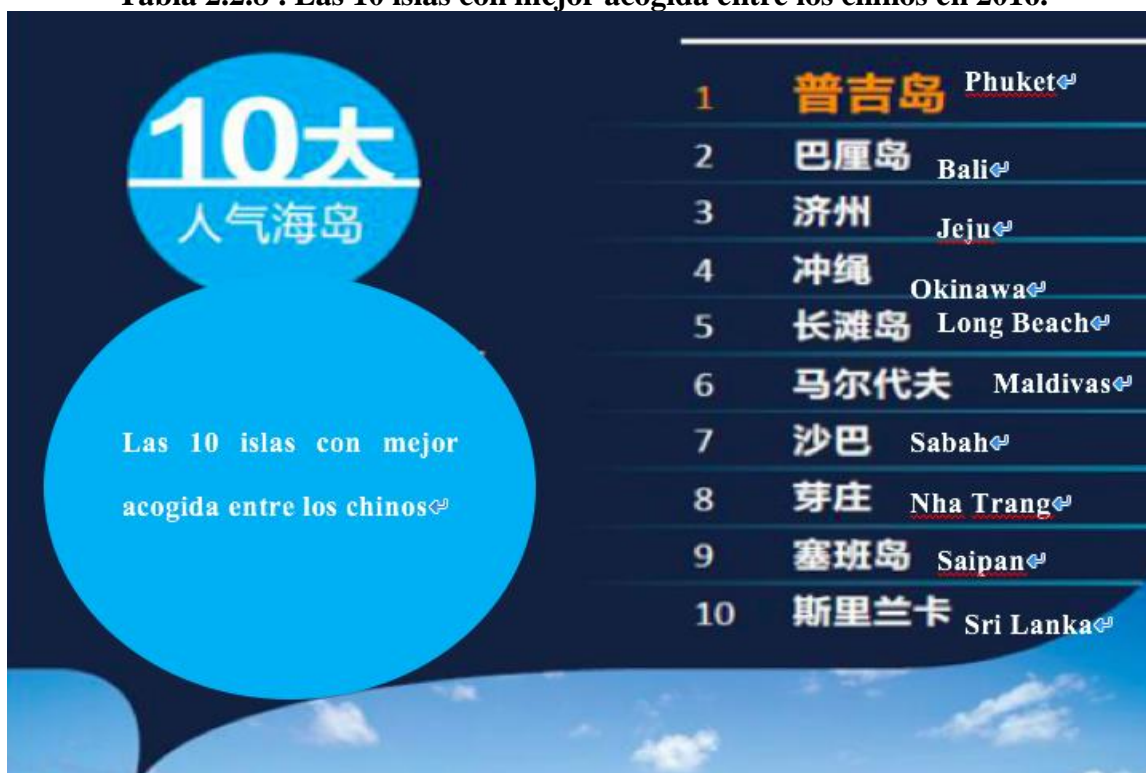 Tabla 2.2.8 . Las 10 islas con mejor acogida entre los chinos en 2016.
10大
人气海岛
Las 10 islas con mejor
acogida entre los chinos
1 普吉岛 Phuket
2 巴厘岛 Bali
3 济州 Jeju
4 冲绳 Okinawa
5 长滩岛 Long Beach
6 马尔代夫 Maldivas
7 沙巴 Sabah
8 芽庄 Nha Trang
9 塞班岛 Saipan
10 斯里兰卡 Sri Lanka